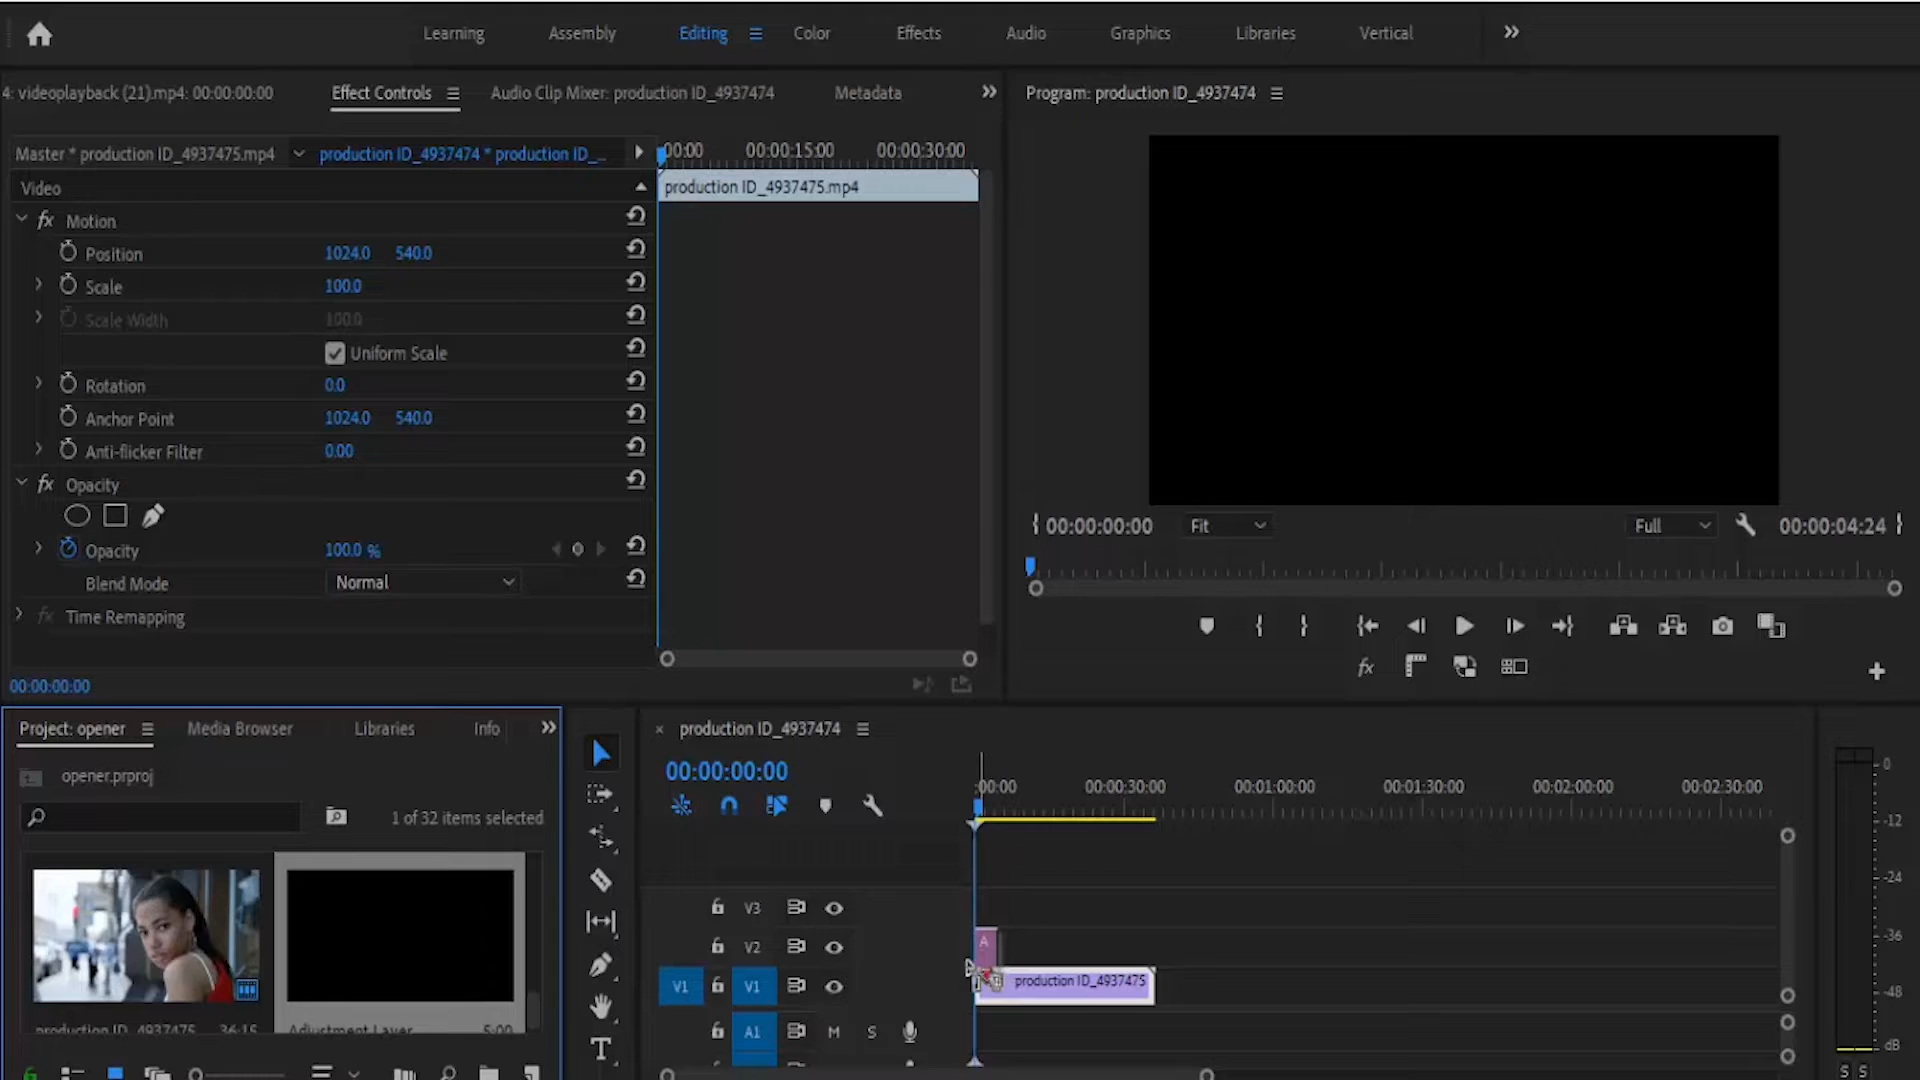 Learning Assembly Editing Color Effects Audio Graphics Libraries Vertical
4: videoplayback (21).mp4: 00:00:00:00 Effect Controls Audio Clip Mixer: production ID_4937474 Metadata
Program: production ID_4937474
Master * production ID_4937475.mp4 production ID_4937474 * production ID_...
:00:00 00:00:15:00 00:00:30:00
Video
production ID_4937475.mp4
fx Motion
Position 1024.0 540.0
Scale 100.0
Scale Width 100.0
Uniform Scale
Rotation 0.0
Anchor Point 1024.0 540.0
Anti-flicker Filter 0.00
fx Opacity
Opacity 100.0 %
Blend Mode Normal
fx Time Remapping
00:00:00:00
00:00:00:00 Fit Full 00:00:04:24
fx
Project: opener Media Browser Libraries Info
opener.prproj
1 of 32 items selected
production ID_4937475 36:15
Adjustment Layer 5:00
production ID_4937474
00:00:00:00
:00:00 00:00:30:00 00:01:00:00 00:01:30:00 00:02:00:00 00:02:30:00
V3
V2
A
V1 V1
production ID_4937475
A1 M S
T
0
-12
-24
-36
-48
dB
S S